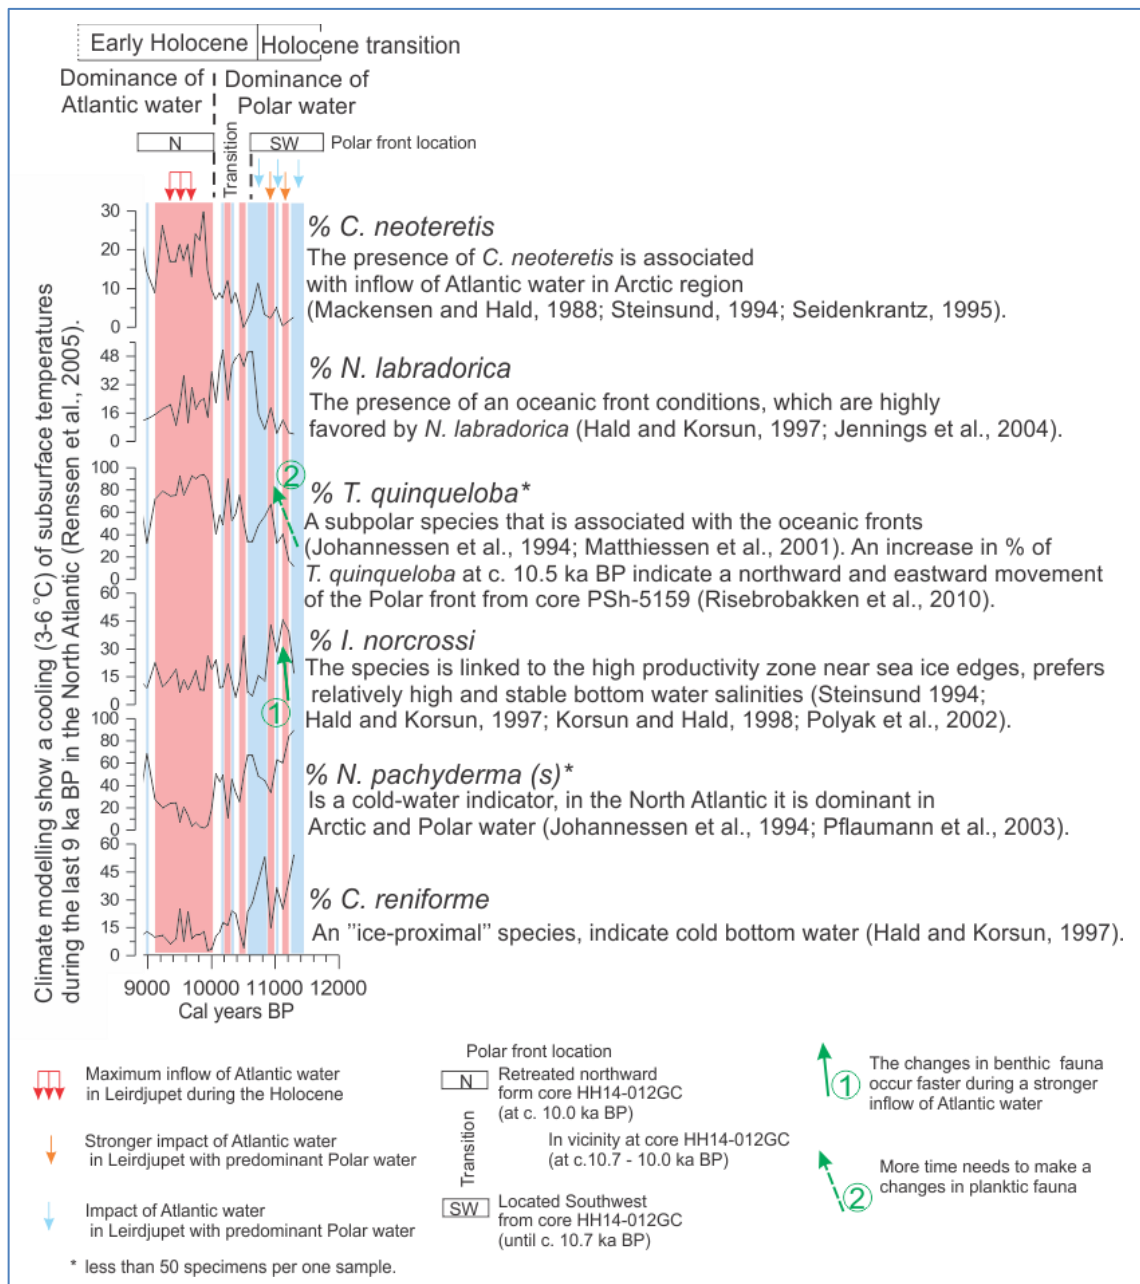 Early Holocene
Holocene transition
Dominance of
Atlantic water
Dominance of
Polar water
N
Transition
SW
Polar front location
Climate modelling show a cooling (3-6 °C) of subsurface temperatures
during the last 9 ka BP in the North Atlantic (Renssen et al., 2005).
30
20
10
0
% C. neoteretis
The presence of C. neoteretis is associated
with inflow of Atlantic water in Arctic region
(Mackensen and Hald, 1988; Steinsund, 1994; Seidenkrantz, 1995).
48
32
16
0
% N. labradorica
The presence of an oceanic front conditions, which are highly
favored by N. labradorica (Hald and Korsun, 1997; Jennings et al., 2004).
100
80
60
40
20
0
2
% T. quinqueloba*
A subpolar species that is associated with the oceanic fronts
(Johannessen et al., 1994; Matthiessen et al., 2001). An increase in % of
T. quinqueloba at c. 10.5 ka BP indicate a northward and eastward movement
of the Polar front from core PSh-5159 (Risebrobakken et al., 2010).
60
45
30
15
0
1
% I. norcrossi
The species is linked to the high productivity zone near sea ice edges, prefers
relatively high and stable bottom water salinities (Steinsund 1994;
Hald and Korsun, 1997; Korsun and Hald, 1998; Polyak et al., 2002).
100
80
60
40
20
0
% N. pachyderma (s)*
Is a cold-water indicator, in the North Atlantic it is dominant in
Arctic and Polar water (Johannessen et al., 1994; Pflaumann et al., 2003).
60
45
30
15
0
% C. reniforme
An "ice-proximal" species, indicate cold bottom water (Hald and Korsun, 1997).
9000 10000 11000 12000
Cal years BP
Maximum inflow of Atlantic water
in Leirdjupet during the Holocene
Stronger impact of Atlantic water
in Leirdjupet with predominant Polar water
Impact of Atlantic water
in Leirdjupet with predominant Polar water
* less than 50 specimens per one sample.
Polar front location
N
Retreated northward
form core HH14-012GC
(at c. 10.0 ka BP)
Transition
In vicinity at core HH14-012GC
(at c.10.7 - 10.0 ka BP)
SW
Located Southwest
from core HH14-012GC
(until c. 10.7 ka BP)
1
The changes in benthic fauna
occur faster during a stronger
inflow of Atlantic water
2
More time needs to make a
changes in planktic fauna